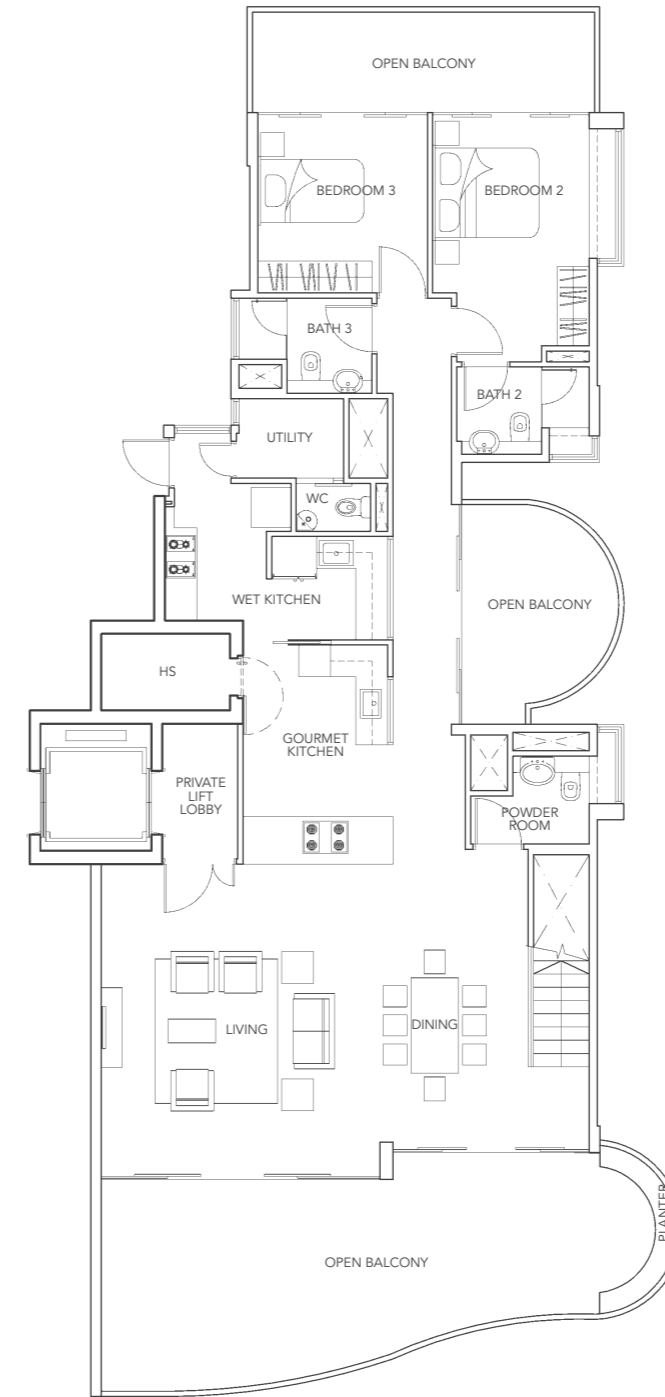 OPEN BALCONY
BEDROOM 3
BEDROOM 2
BATH 3
BATH 2
UTILITY
WC
WET KITCHEN
OPEN BALCONY
HS
GOURMET
KITCHEN
PRIVATE
LIFT
LOBBY
POWDER
ROOM
LIVING
DINING
PLANTER
OPEN BALCONY